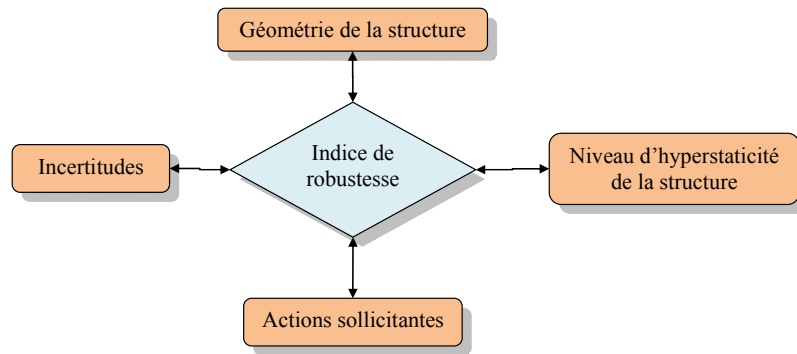 Géométrie de la structure
Incertitudes
Indice de
robustesse
Niveau d'hyperstaticité
de la structure
Actions sollicitantes